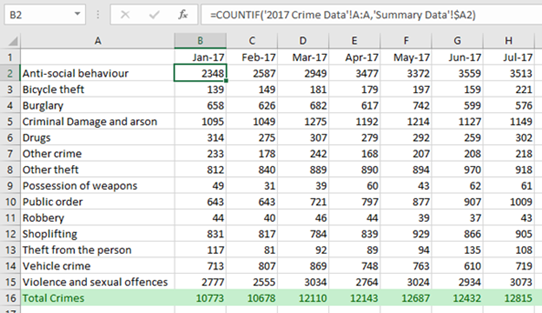 B2 =COUNTIF('2017 Crime Data'!A:A,'Summary Data'!$A2)
A B C D E F G H
1 Jan-17 Feb-17 Mar-17 Apr-17 May-17 Jun-17 Jul-17
2 Anti-social behaviour 2348 2587 2949 3477 3372 3559 3513
3 Bicycle theft 139 149 181 179 197 159 221
4 Burglary 658 626 682 617 742 599 576
5 Criminal Damage and arson 1095 1049 1275 1192 1214 1127 1149
6 Drugs 314 275 307 279 292 259 302
7 Other crime 233 178 242 168 207 208 218
8 Other theft 812 840 889 890 894 970 918
9 Possession of weapons 49 31 39 60 43 62 61
10 Public order 643 643 721 797 877 907 1009
11 Robbery 44 40 46 44 39 37 43
12 Shoplifting 831 817 784 839 929 866 905
13 Theft from the person 117 81 92 89 94 135 108
14 Vehicle crime 713 807 869 748 763 610 719
15 Violence and sexual offences 2777 2555 3034 2764 3024 2934 3073
16 Total Crimes 10773 10678 12110 12143 12687 12432 12815